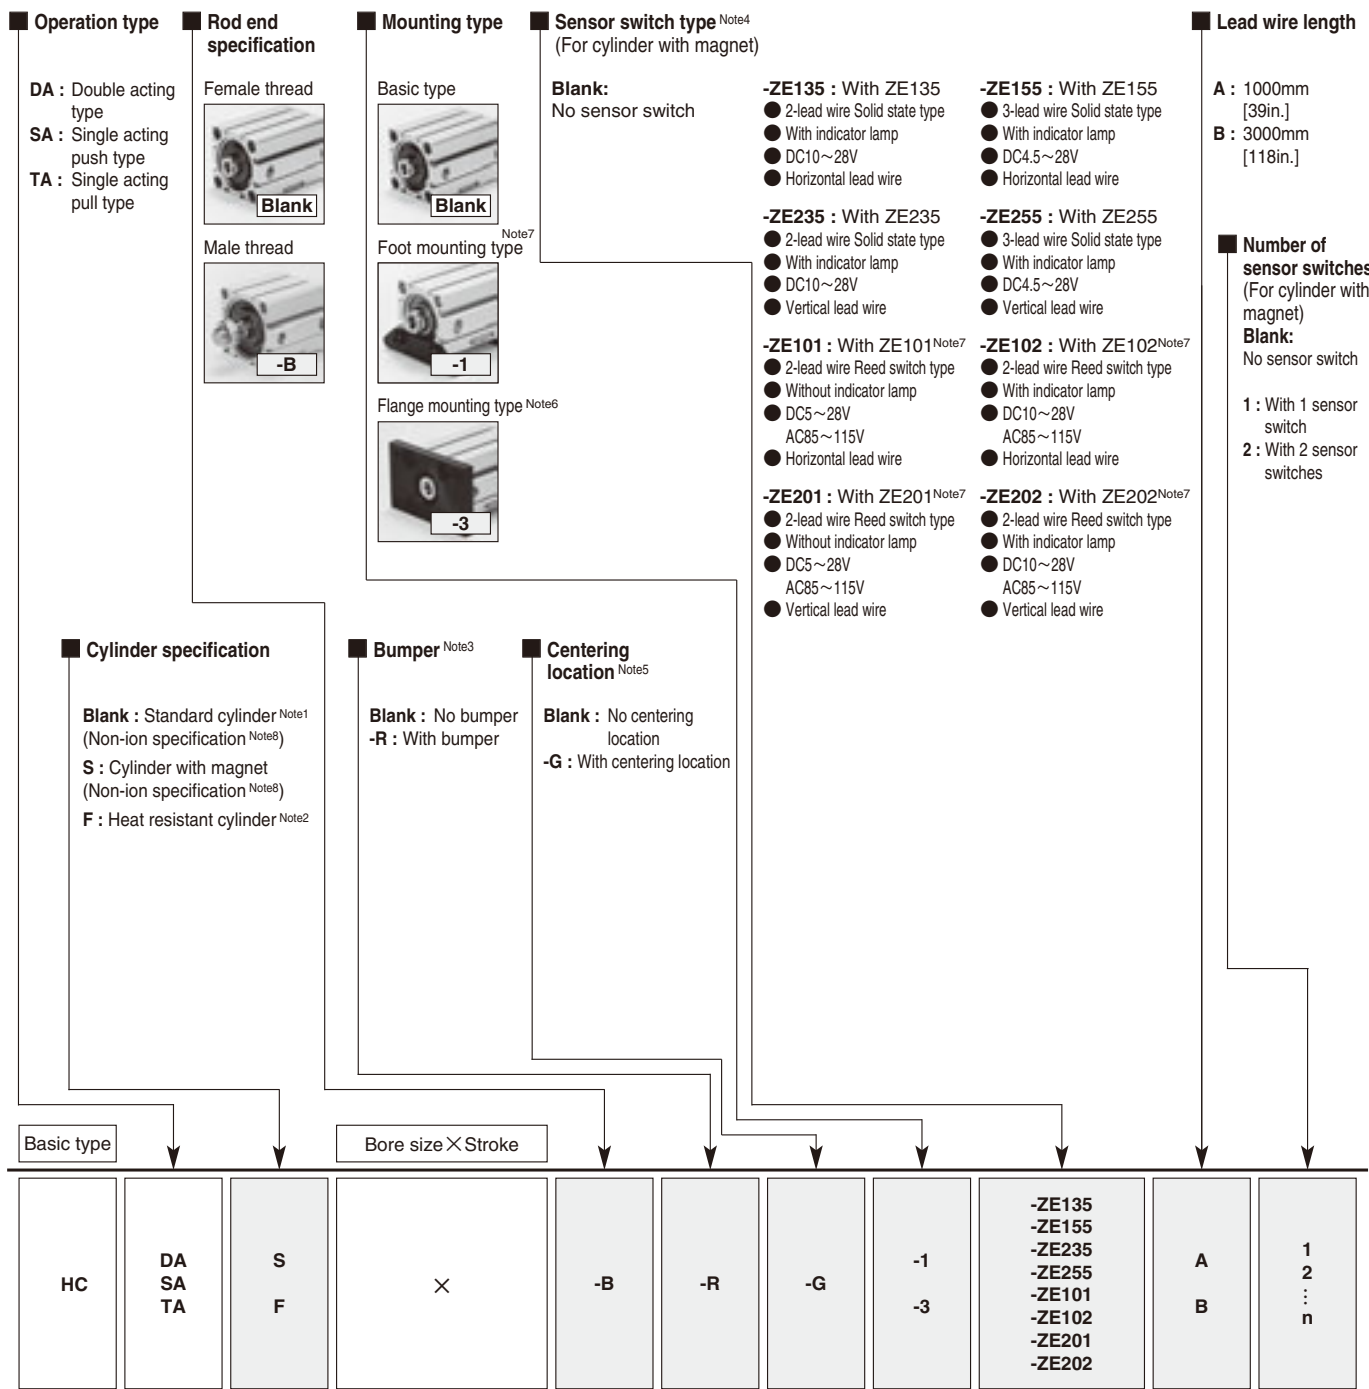 Operation type
DA : Double acting
type
SA : Single acting
push type
TA : Single acting
pull type
Rod end
specification
Female thread
Blank
Male thread
-B
Mounting type
Basic type
Blank
Foot mounting type Note7
-1
Flange mounting type Note6
-3
Sensor switch type Note4
(For cylinder with magnet)
Blank:
No sensor switch
-ZE135 : With ZE135
● 2-lead wire Solid state type
● With indicator lamp
● DC10～28V
● Horizontal lead wire
-ZE155 : With ZE155
● 3-lead wire Solid state type
● With indicator lamp
● DC4.5～28V
● Horizontal lead wire
-ZE235 : With ZE235
● 2-lead wire Solid state type
● With indicator lamp
● DC10～28V
● Vertical lead wire
-ZE255 : With ZE255
● 3-lead wire Solid state type
● With indicator lamp
● DC4.5～28V
● Vertical lead wire
-ZE101 : With ZE101 Note7
● 2-lead wire Reed switch type
● Without indicator lamp
● DC5～28V
AC85～115V
● Horizontal lead wire
-ZE102 : With ZE102 Note7
● 2-lead wire Reed switch type
● With indicator lamp
● DC10～28V
AC85～115V
● Horizontal lead wire
-ZE201 : With ZE201 Note7
● 2-lead wire Reed switch type
● Without indicator lamp
● DC5～28V
AC85～115V
● Vertical lead wire
-ZE202 : With ZE202 Note7
● 2-lead wire Reed switch type
● With indicator lamp
● DC10～28V
AC85～115V
● Vertical lead wire
Lead wire length
A : 1000mm
[39in.]
B : 3000mm
[118in.]
Number of
sensor switches
(For cylinder with
magnet)
Blank:
No sensor switch
1 : With 1 sensor
switch
2 : With 2 sensor
switches
Cylinder specification
Blank : Standard cylinder Note1
(Non-ion specification Note8)
S : Cylinder with magnet
(Non-ion specification Note8)
F : Heat resistant cylinder Note2
Bumper Note3
Blank : No bumper
-R : With bumper
Centering
location Note5
Blank : No centering
location
-G : With centering location
Basic type
Bore size×Stroke
HC
DA
SA
TA
S
F
×
-B
-R
-G
-1
-3
-ZE135
-ZE155
-ZE235
-ZE255
-ZE101
-ZE102
-ZE201
-ZE202
A
B
1
2
⋮
n